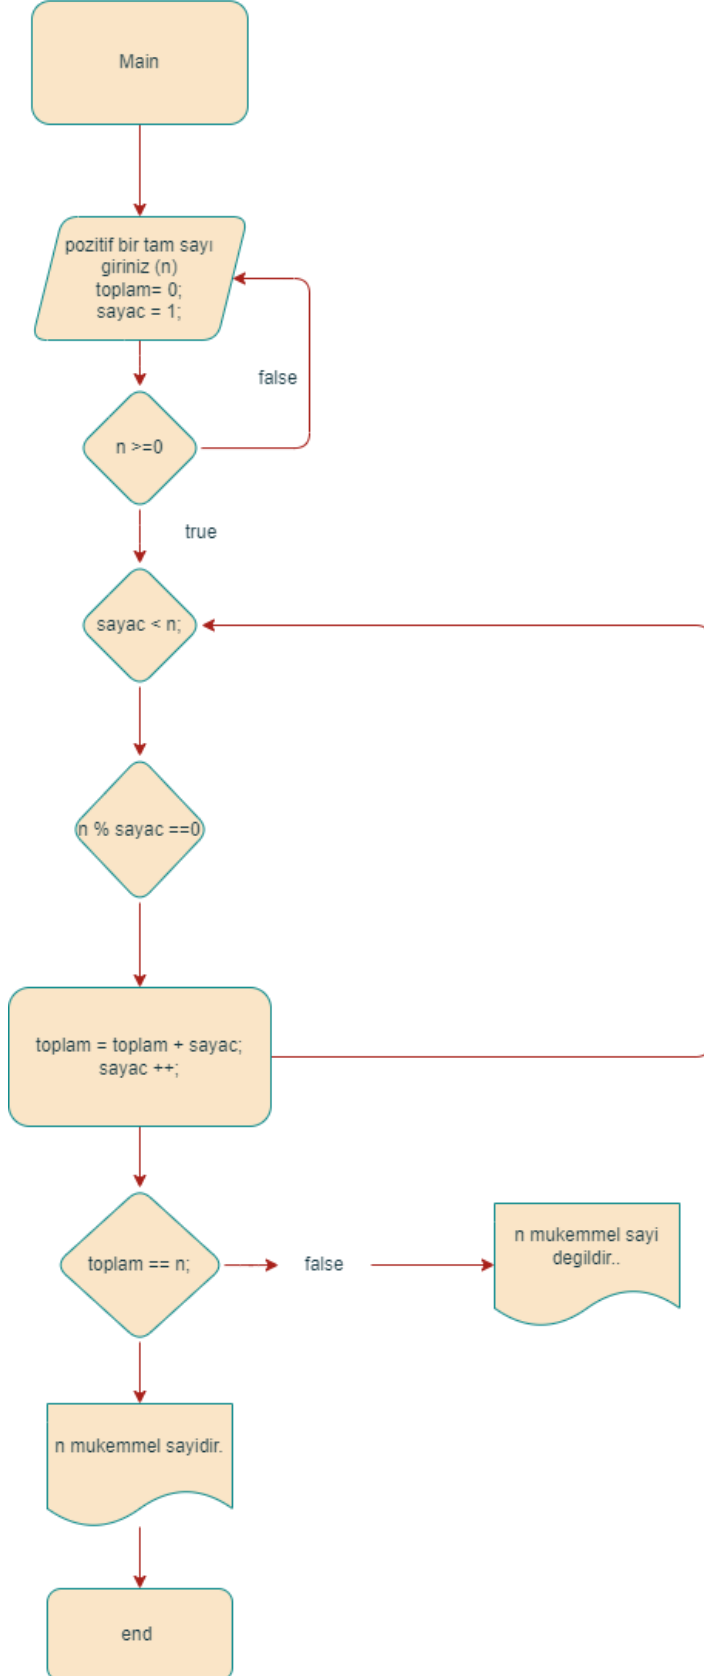 Main
pozitif bir tam sayı
giriniz (n)
toplam= 0;
sayac = 1;
false
n >=0
true
sayac < n;
n % sayac ==0
toplam = toplam + sayac;
sayac ++;
toplam == n;
false
n mukemmel sayi
degildir..
n mukemmel sayidir.
end